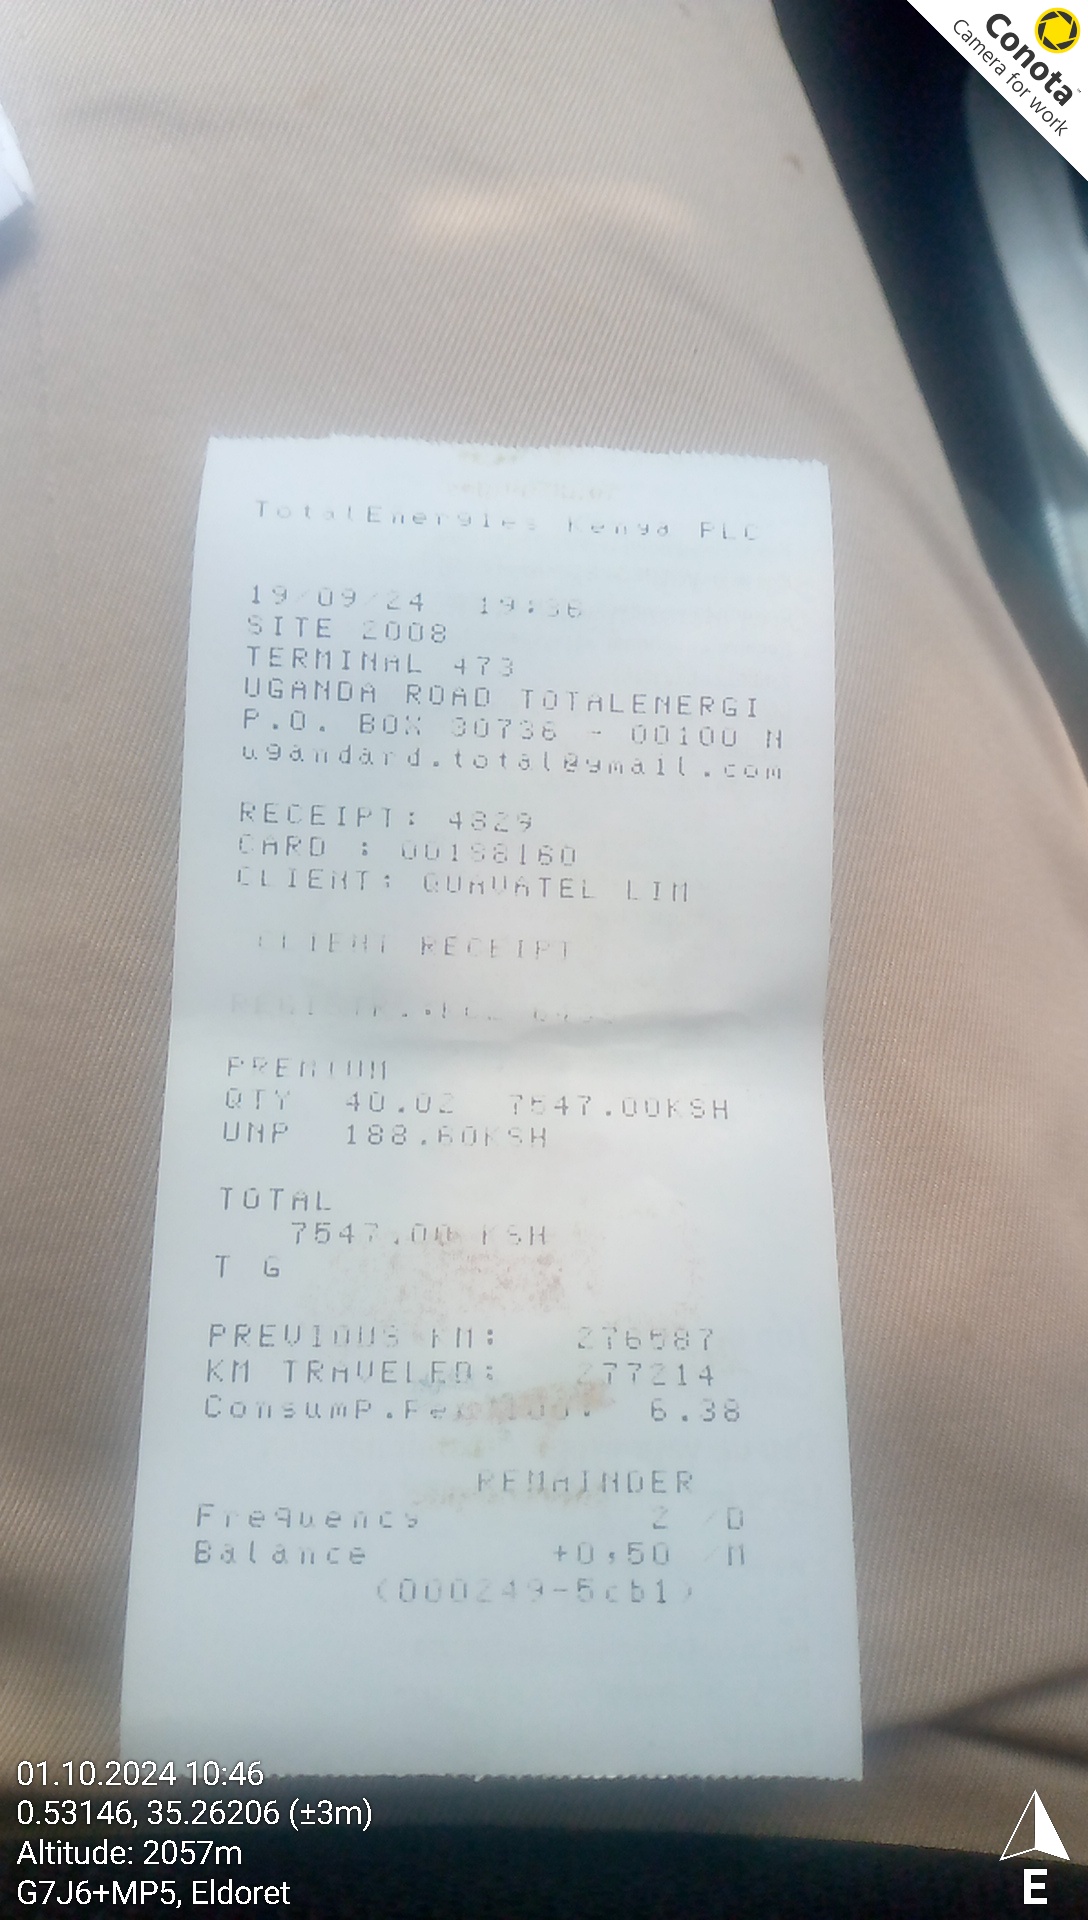 Conota
Camera for work
TotalEnergies Kenya PLC
19/09/24 19:36
SITE 2008
TERMINAL 473
UGANDA ROAD TOTALENERGI
P.O. BOX 30736 - 00100 N
ugandard.total@gmail.com
RECEIPT: 4829
CARD : 00198160
CLIENT: QUAVATEL LIM
CLIENT RECEIPT
PREMIUM
QTY 40.02 7547.00KSH
UNP 188.60KSH
TOTAL
7547.00 KSH
T G
PREVIOUS KM: 276587
KM TRAVELED: 277214
Consump.Per 100: 6.38
REMAINDER
Frequency 2 /D
Balance +0,50 /M
(000249-5cb1)
01.10.2024 10:46
0.53146, 35.26206 (±3m)
Altitude: 2057m
G7J6+MP5, Eldoret
E